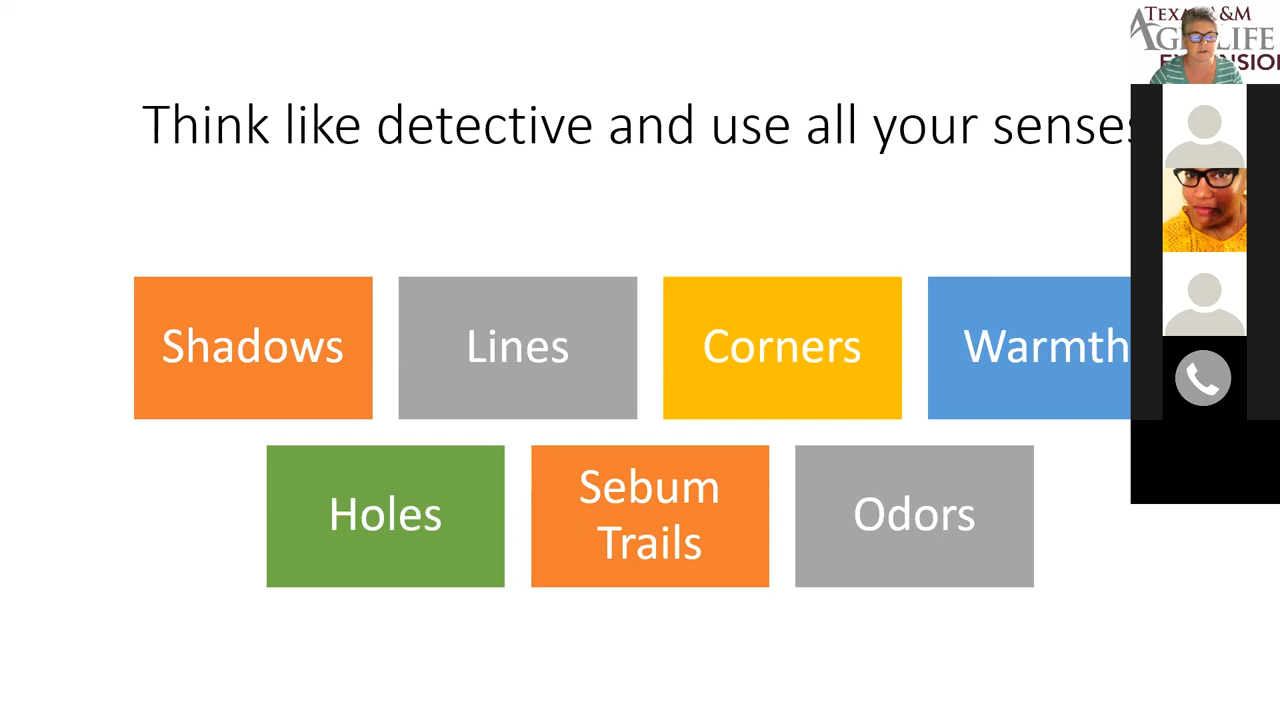 Think like detective and use all your senses
Shadows
Lines
Corners
Warmth
Holes
Sebum
Trails
Odors